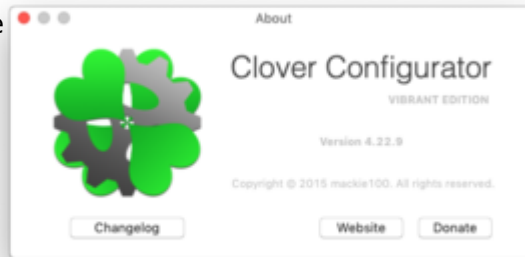 e
About
Clover Configurator
VIBRANT EDITION
Version 4.22.9
Copyright © 2015 mackie100. All rights reserved.
Changelog Website Donate